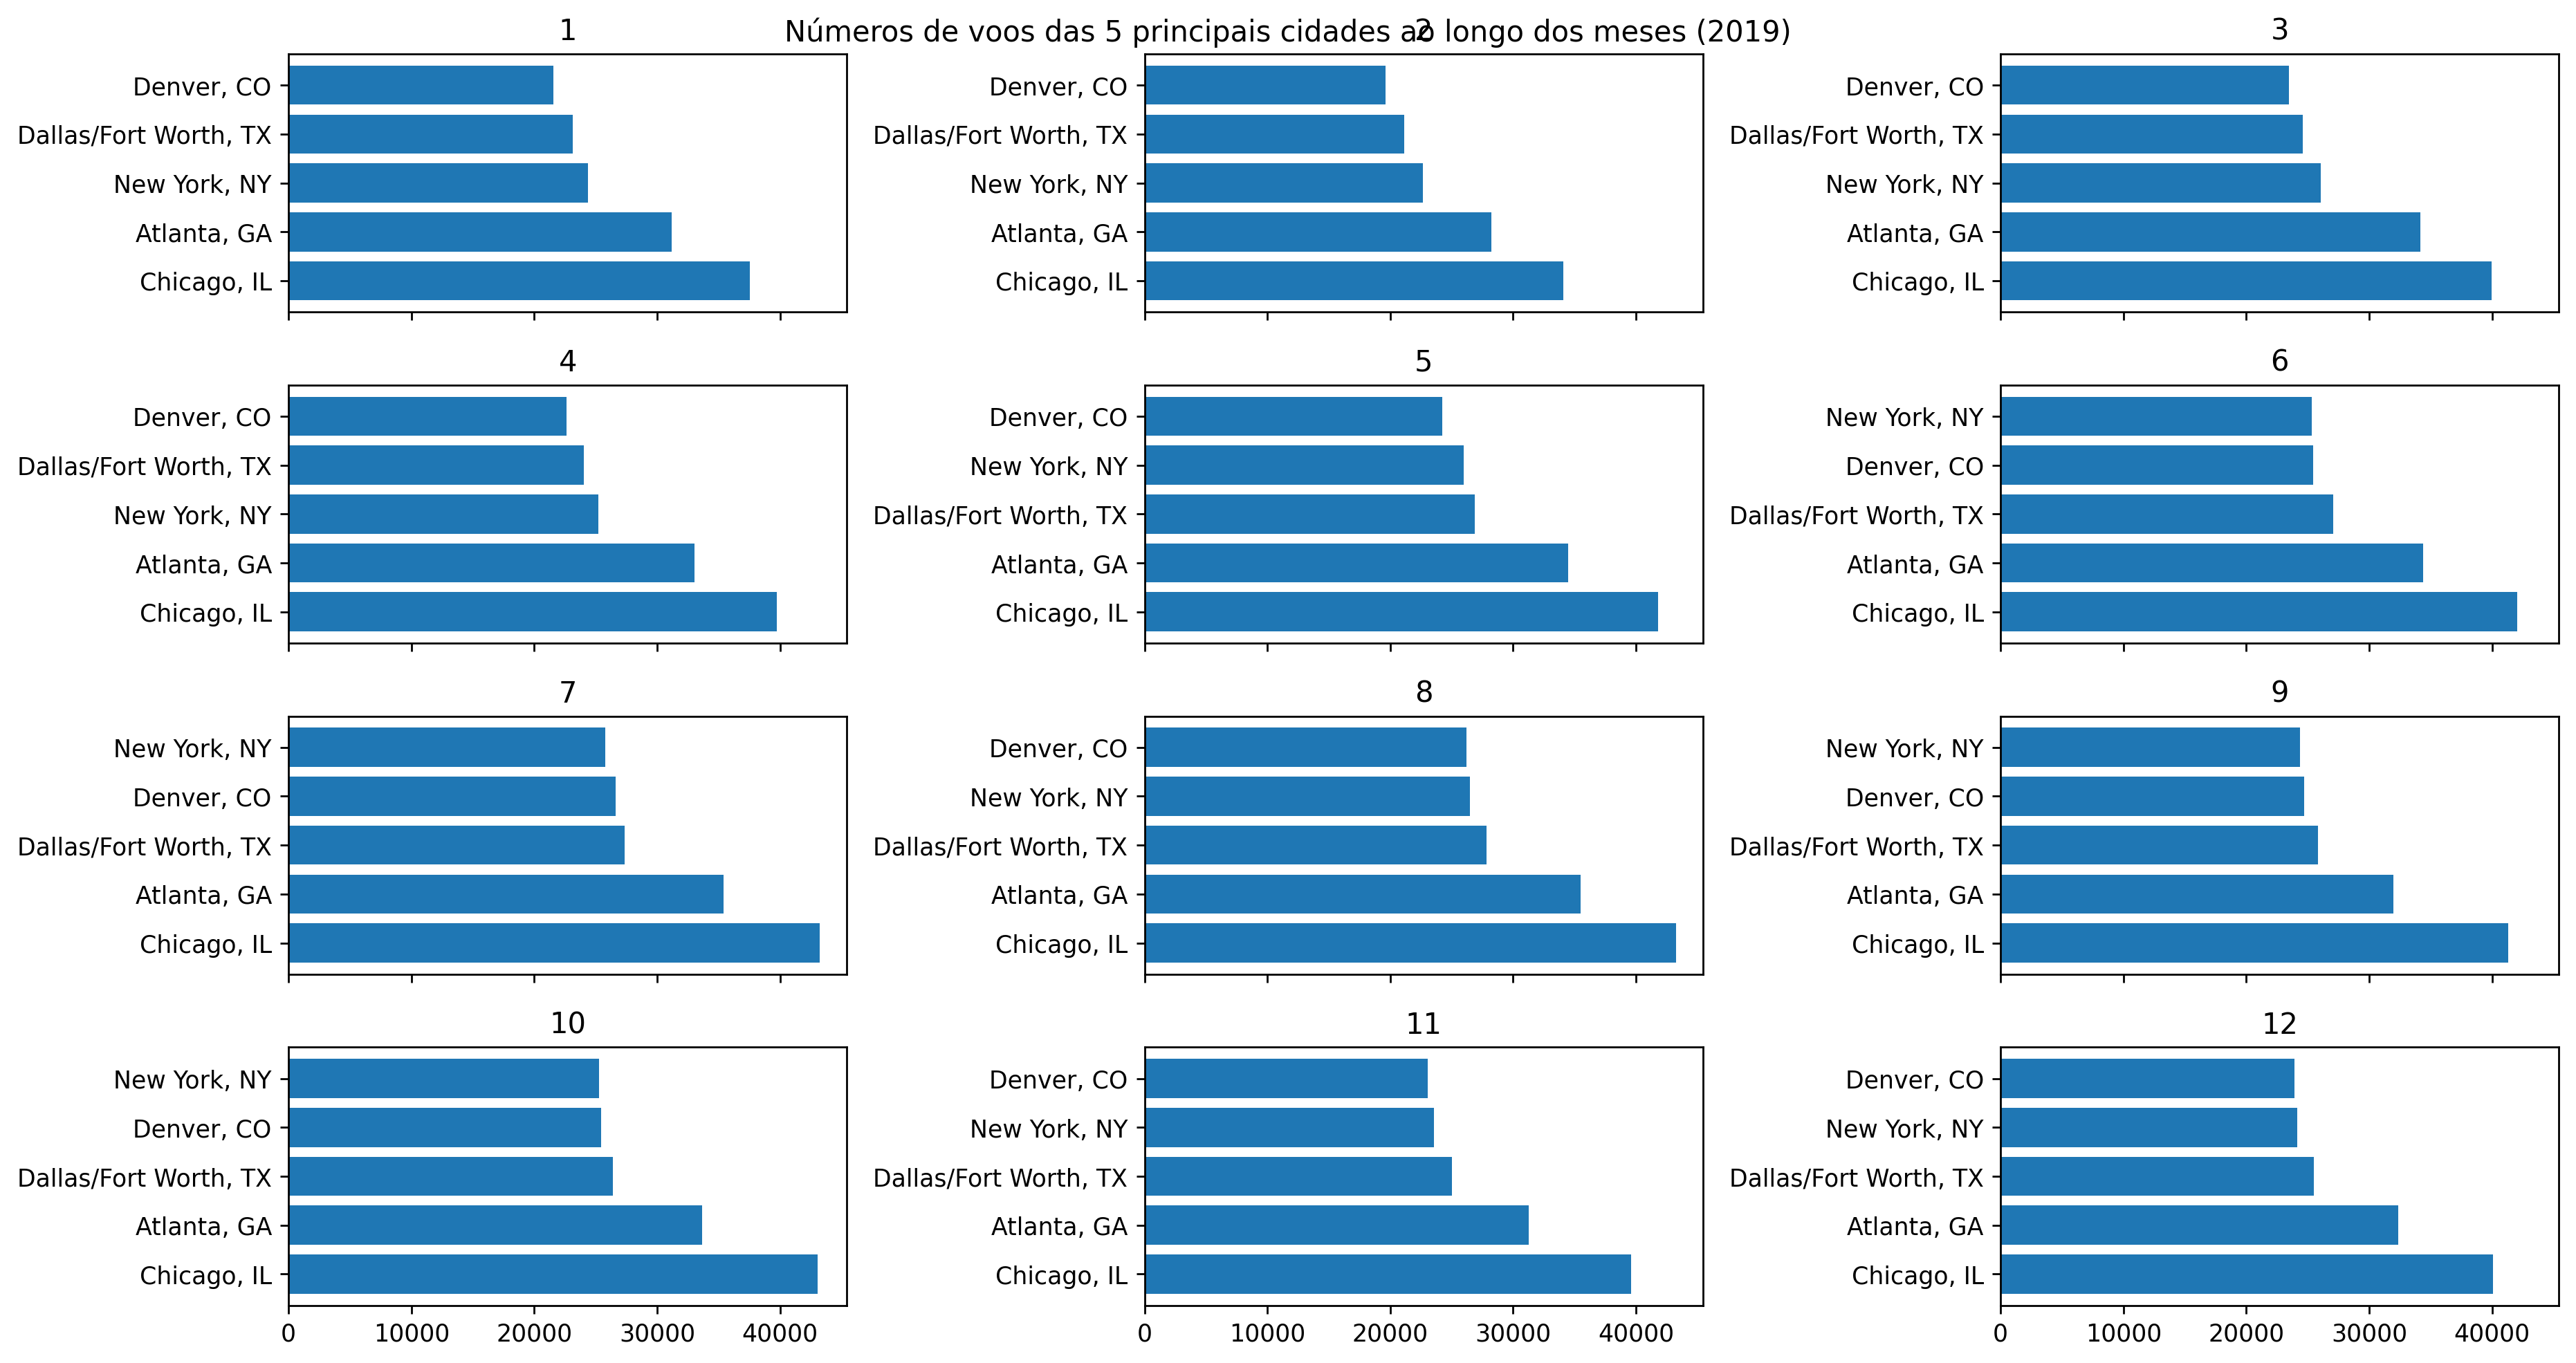 Números de voos das 5 principais cidades ao longo dos meses (2019)
1
Denver, CO
Dallas/Fort Worth, TX
New York, NY
Atlanta, GA
Chicago, IL
2
Denver, CO
Dallas/Fort Worth, TX
New York, NY
Atlanta, GA
Chicago, IL
3
Denver, CO
Dallas/Fort Worth, TX
New York, NY
Atlanta, GA
Chicago, IL
4
Denver, CO
Dallas/Fort Worth, TX
New York, NY
Atlanta, GA
Chicago, IL
5
Denver, CO
New York, NY
Dallas/Fort Worth, TX
Atlanta, GA
Chicago, IL
6
New York, NY
Denver, CO
Dallas/Fort Worth, TX
Atlanta, GA
Chicago, IL
7
New York, NY
Denver, CO
Dallas/Fort Worth, TX
Atlanta, GA
Chicago, IL
8
Denver, CO
New York, NY
Dallas/Fort Worth, TX
Atlanta, GA
Chicago, IL
9
New York, NY
Denver, CO
Dallas/Fort Worth, TX
Atlanta, GA
Chicago, IL
10
New York, NY
Denver, CO
Dallas/Fort Worth, TX
Atlanta, GA
Chicago, IL
0 10000 20000 30000 40000
11
Denver, CO
New York, NY
Dallas/Fort Worth, TX
Atlanta, GA
Chicago, IL
0 10000 20000 30000 40000
12
Denver, CO
New York, NY
Dallas/Fort Worth, TX
Atlanta, GA
Chicago, IL
0 10000 20000 30000 40000